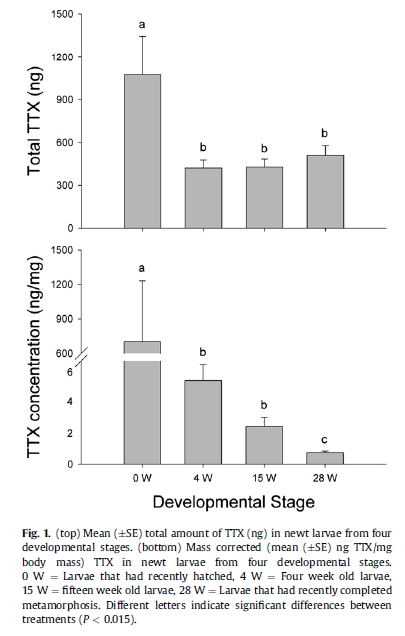 1500
a
1200
Total TTX (ng)
900
600
b
b
b
300
0
1500
a
1200
TTX concentration (ng/mg)
900
600
6
b
4
b
2
c
0
0 W 4 W 15 W 28 W
Developmental Stage
Fig. 1. (top) Mean (±SE) total amount of TTX (ng) in newt larvae from four
developmental stages. (bottom) Mass corrected (mean (±SE) ng TTX/mg
body mass) TTX in newt larvae from four developmental stages.
0 W = Larvae that had recently hatched, 4 W = Four week old larvae,
15 W = fifteen week old larvae, 28 W = Larvae that had recently completed
metamorphosis. Different letters indicate significant differences between
treatments (P < 0.015).